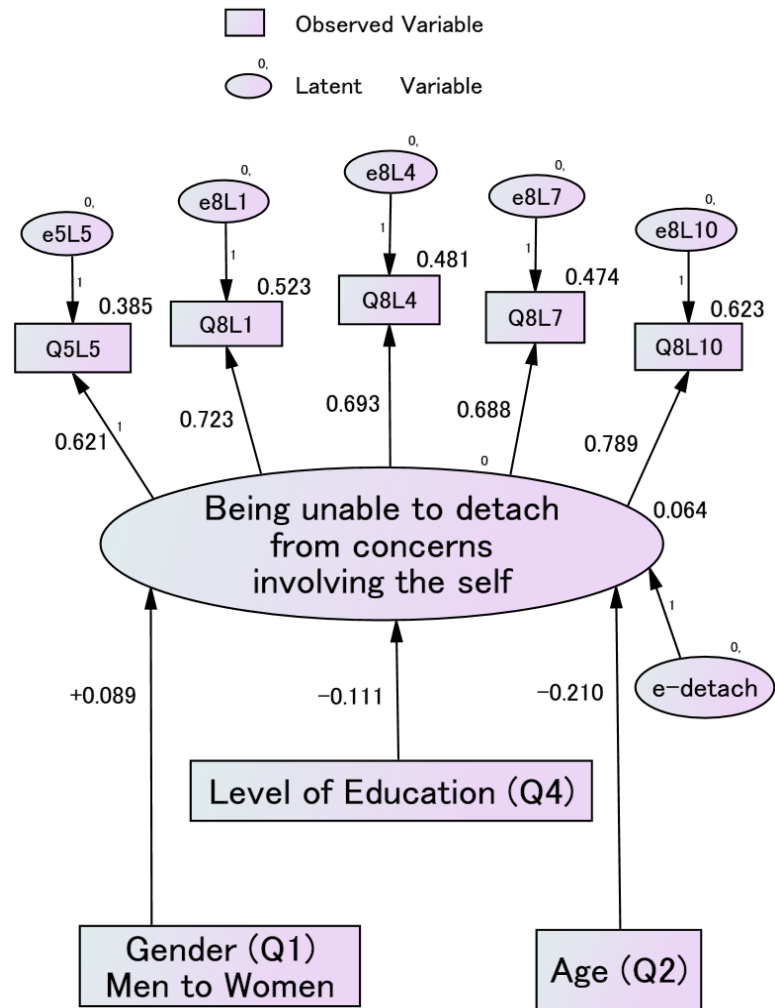 Observed Variable
0,
Latent Variable
0,
e5L5
0,
e8L1
0,
e8L4
0,
e8L7
0,
e8L10
1
1
1
1
1
0.385
0.523
0.481
0.474
0.623
Q5L5
Q8L1
Q8L4
Q8L7
Q8L10
0.621
1
0.723
0.693
0.688
0.789
0
Being unable to detach
from concerns
involving the self
0.064
1
0,
e-detach
+0.089
−0.111
−0.210
Level of Education (Q4)
Gender (Q1)
Men to Women
Age (Q2)